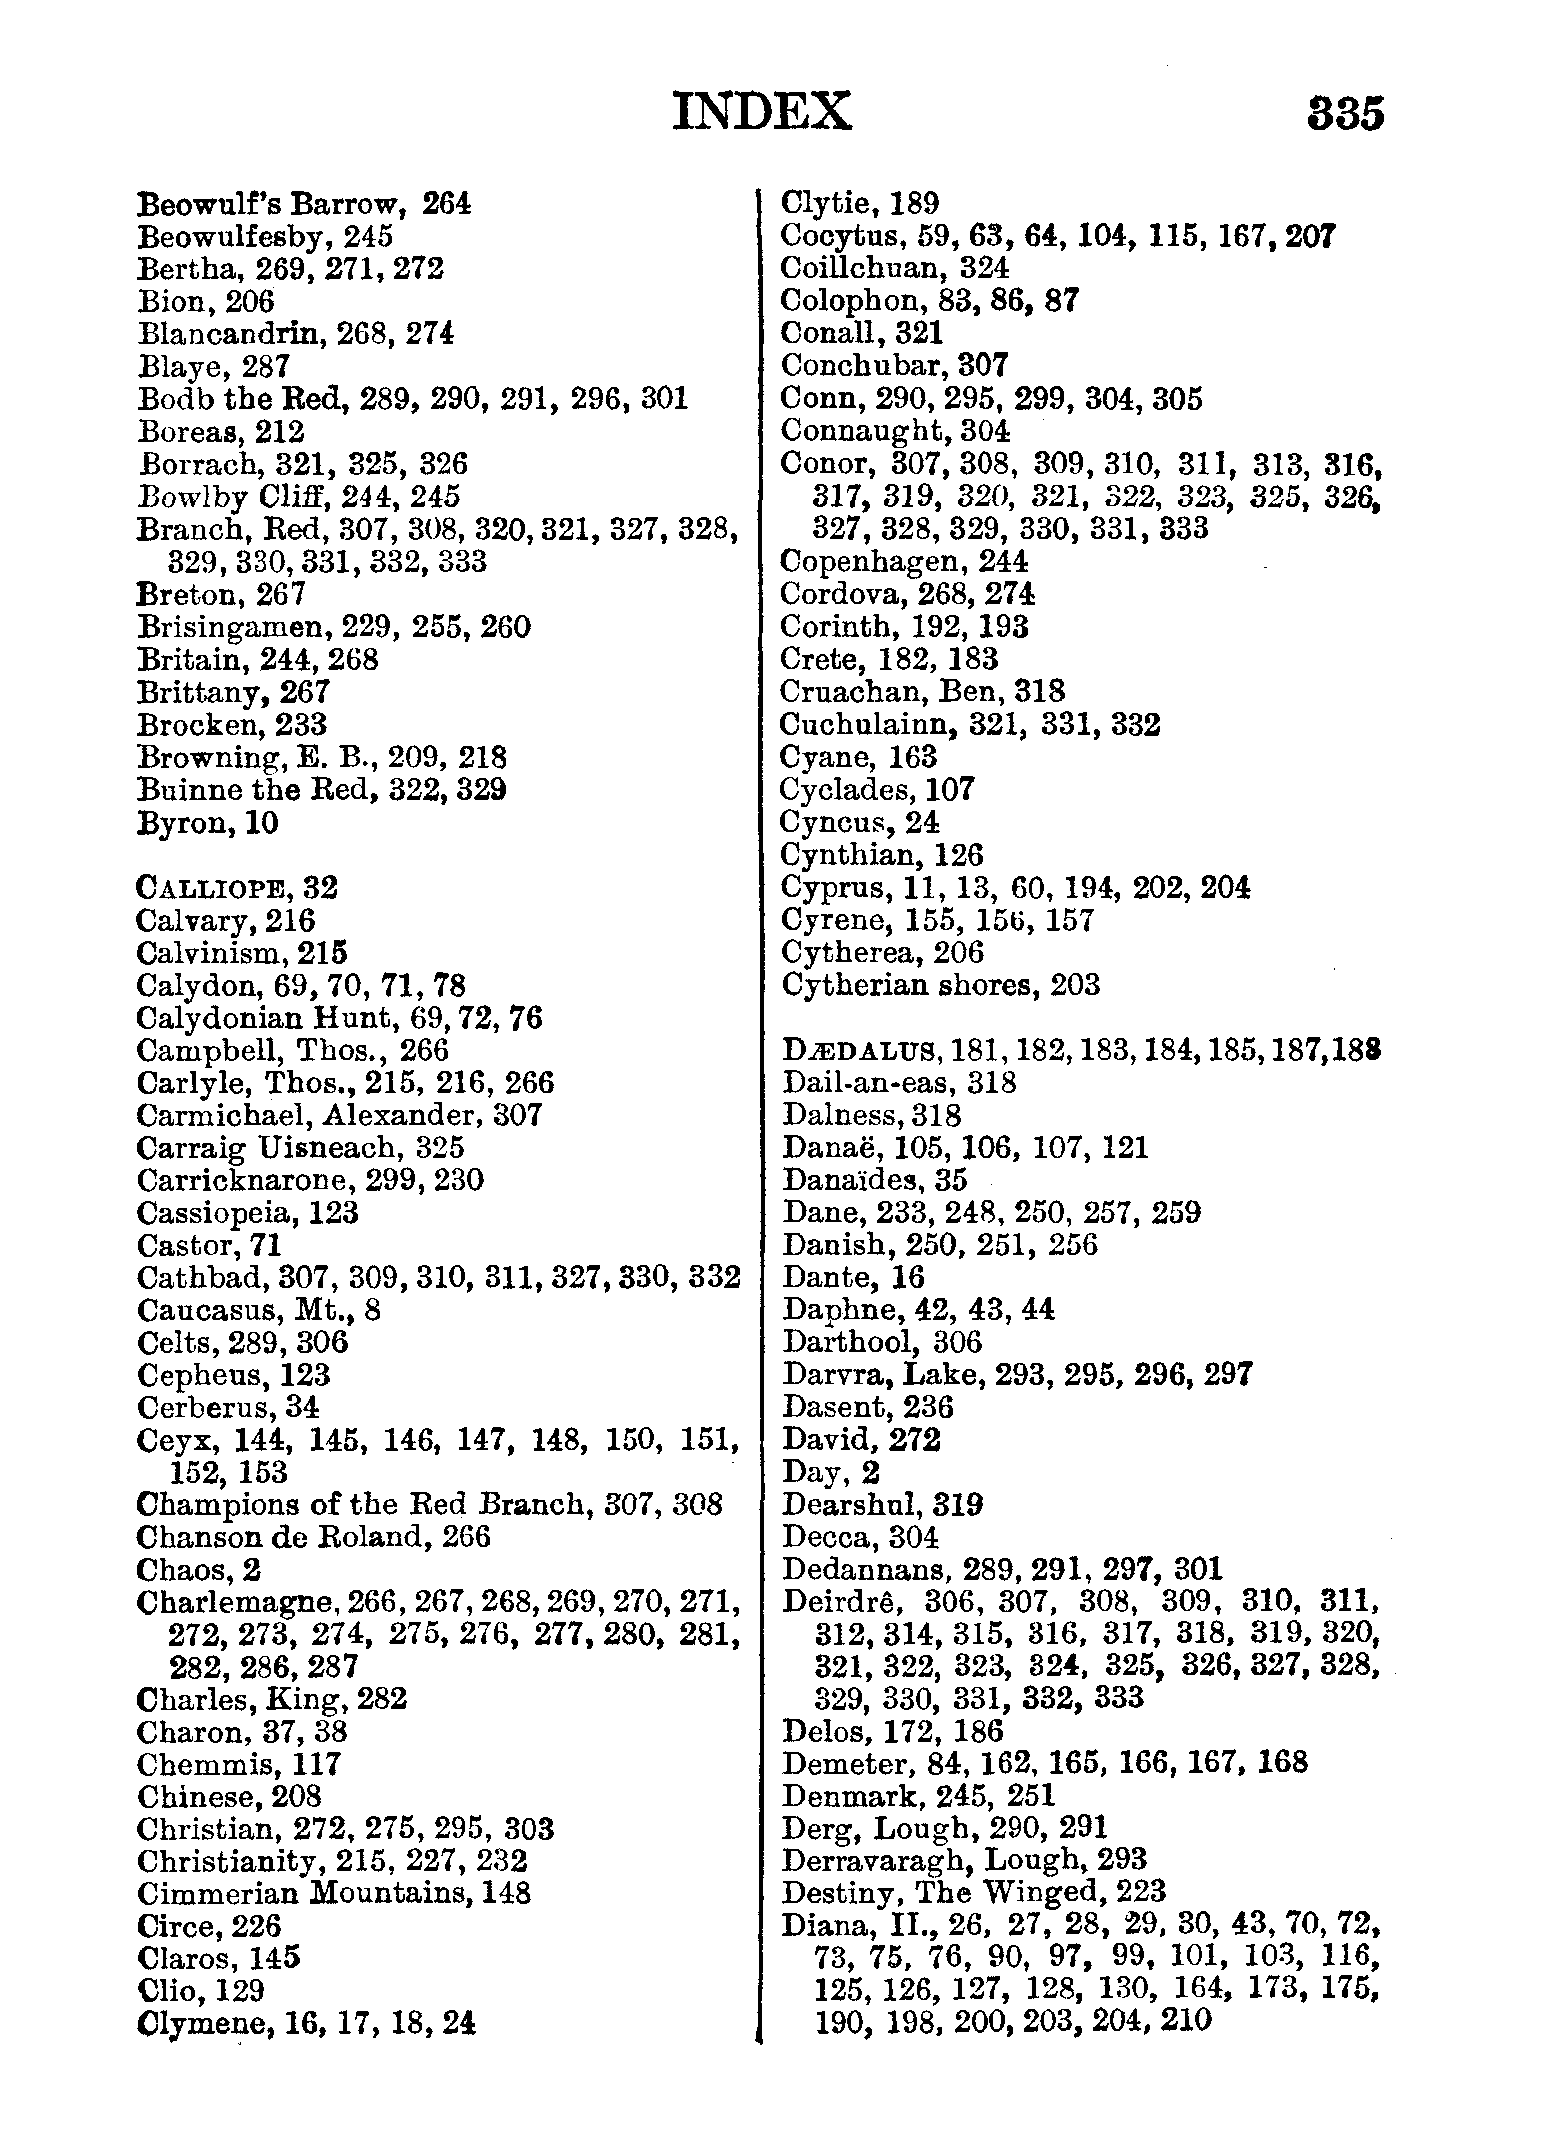 INDEX 335
Beowulf's Barrow, 264
Beowulfesby, 245
Bertha, 269, 271, 272
Bion, 206
Blancandrin, 268, 274
Blaye, 287
Bodb the Red, 289, 290, 291, 296, 301
Boreas, 212
Borrach, 321, 325, 326
Bowlby Cliff, 244, 245
Branch, Red, 307, 308, 320, 321, 327, 328,
329, 330, 331, 332, 333
Breton, 267
Brisingamen, 229, 255, 260
Britain, 244, 268
Brittany, 267
Brocken, 233
Browning, E. B., 209, 218
Buinne the Red, 322, 329
Byron, 10
CALLIOPE, 32
Calvary, 216
Calvinism, 215
Calydon, 69, 70, 71, 78
Calydonian Hunt, 69, 72, 76
Campbell, Thos., 266
Carlyle, Thos., 215, 216, 266
Carmichael, Alexander, 307
Carraig Uisneach, 325
Carricknarone, 299, 230
Cassiopeia, 123
Castor, 71
Cathbad, 307, 309, 310, 311, 327, 330, 332
Caucasus, Mt., 8
Celts, 289, 306
Cepheus, 123
Cerberus, 34
Ceyx, 144, 145, 146, 147, 148, 150, 151,
152, 153
Champions of the Red Branch, 307, 308
Chanson de Roland, 266
Chaos, 2
Charlemagne, 266, 267, 268, 269, 270, 271,
272, 273, 274, 275, 276, 277, 280, 281,
282, 286, 287
Charles, King, 282
Charon, 37, 38
Chemmis, 117
Chinese, 208
Christian, 272, 275, 295, 303
Christianity, 215, 227, 232
Cimmerian Mountains, 148
Circe, 226
Claros, 145
Clio, 129
Clymene, 16, 17, 18, 24
Clytie, 189
Cocytus, 59, 63, 64, 104, 115, 167, 207
Coillchuan, 324
Colophon, 83, 86, 87
Conall, 321
Conchubar, 307
Conn, 290, 295, 299, 304, 305
Connaught, 304
Conor, 307, 308, 309, 310, 311, 313, 316,
317, 319, 320, 321, 322, 323, 325, 326,
327, 328, 329, 330, 331, 333
Copenhagen, 244
Cordova, 268, 274
Corinth, 192, 193
Crete, 182, 183
Cruachan, Ben, 318
Cuchulainn, 321, 331, 332
Cyane, 163
Cyclades, 107
Cyncus, 24
Cynthian, 126
Cyprus, 11, 13, 60, 194, 202, 204
Cyrene, 155, 156, 157
Cytherea, 206
Cytherian shores, 203
DÆDALUS, 181, 182, 183, 184, 185, 187, 188
Dail-an-eas, 318
Dalness, 318
Danaë, 105, 106, 107, 121
Danaïdes, 35
Dane, 233, 248, 250, 257, 259
Danish, 250, 251, 256
Dante, 16
Daphne, 42, 43, 44
Darthool, 306
Darvra, Lake, 293, 295, 296, 297
Dasent, 236
David, 272
Day, 2
Dearshul, 319
Decca, 304
Dedannans, 289, 291, 297, 301
Deirdrê, 306, 307, 308, 309, 310, 311,
312, 314, 315, 316, 317, 318, 319, 320,
321, 322, 323, 324, 325, 326, 327, 328,
329, 330, 331, 332, 333
Delos, 172, 186
Demeter, 84, 162, 165, 166, 167, 168
Denmark, 245, 251
Derg, Lough, 290, 291
Derravaragh, Lough, 293
Destiny, The Winged, 223
Diana, II., 26, 27, 28, 29, 30, 43, 70, 72,
73, 75, 76, 90, 97, 99, 101, 103, 116,
125, 126, 127, 128, 130, 164, 173, 175,
190, 198, 200, 203, 204, 210